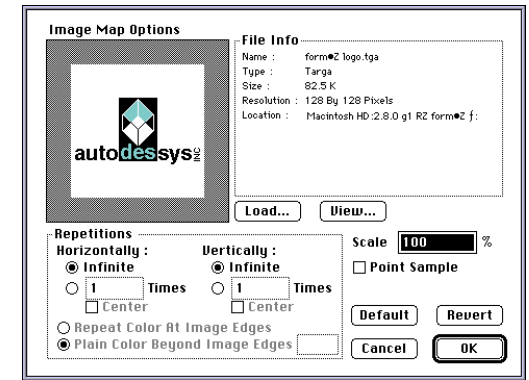 Image Map Options
File Info
Name : form●Z logo.tga
Type : Targa
Size : 82.5 K
Resolution : 128 By 128 Pixels
Location : Macintosh HD:2.8.0 g1 RZ form●Z ƒ:
autodessys INC
Load... View...
Repetitions
Horizontally : Vertically :
Infinite Infinite
1 Times 1 Times
Center Center
Repeat Color At Image Edges
Plain Color Beyond Image Edges
Scale 100 %
Point Sample
Default Revert
Cancel OK